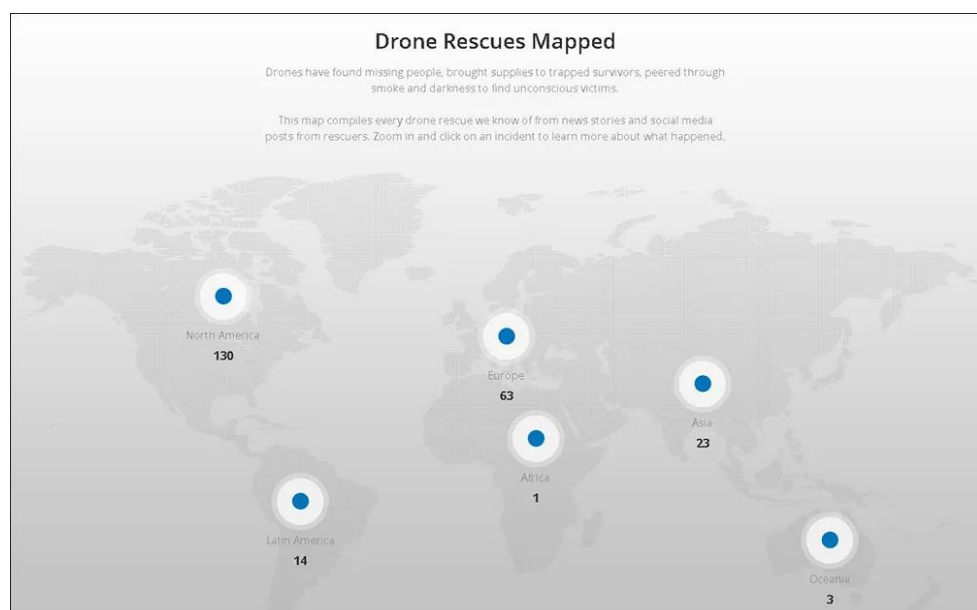 Drone Rescues Mapped
Drones have found missing people, brought supplies to trapped survivors, peered through
smoke and darkness to find unconscious victims.
This map compiles every drone rescue we know of from news stories and social media
posts from rescuers. Zoom in and click on an incident to learn more about what happened.
North America
130
Europe
63
Asia
23
Africa
1
Latin America
14
Oceania
3